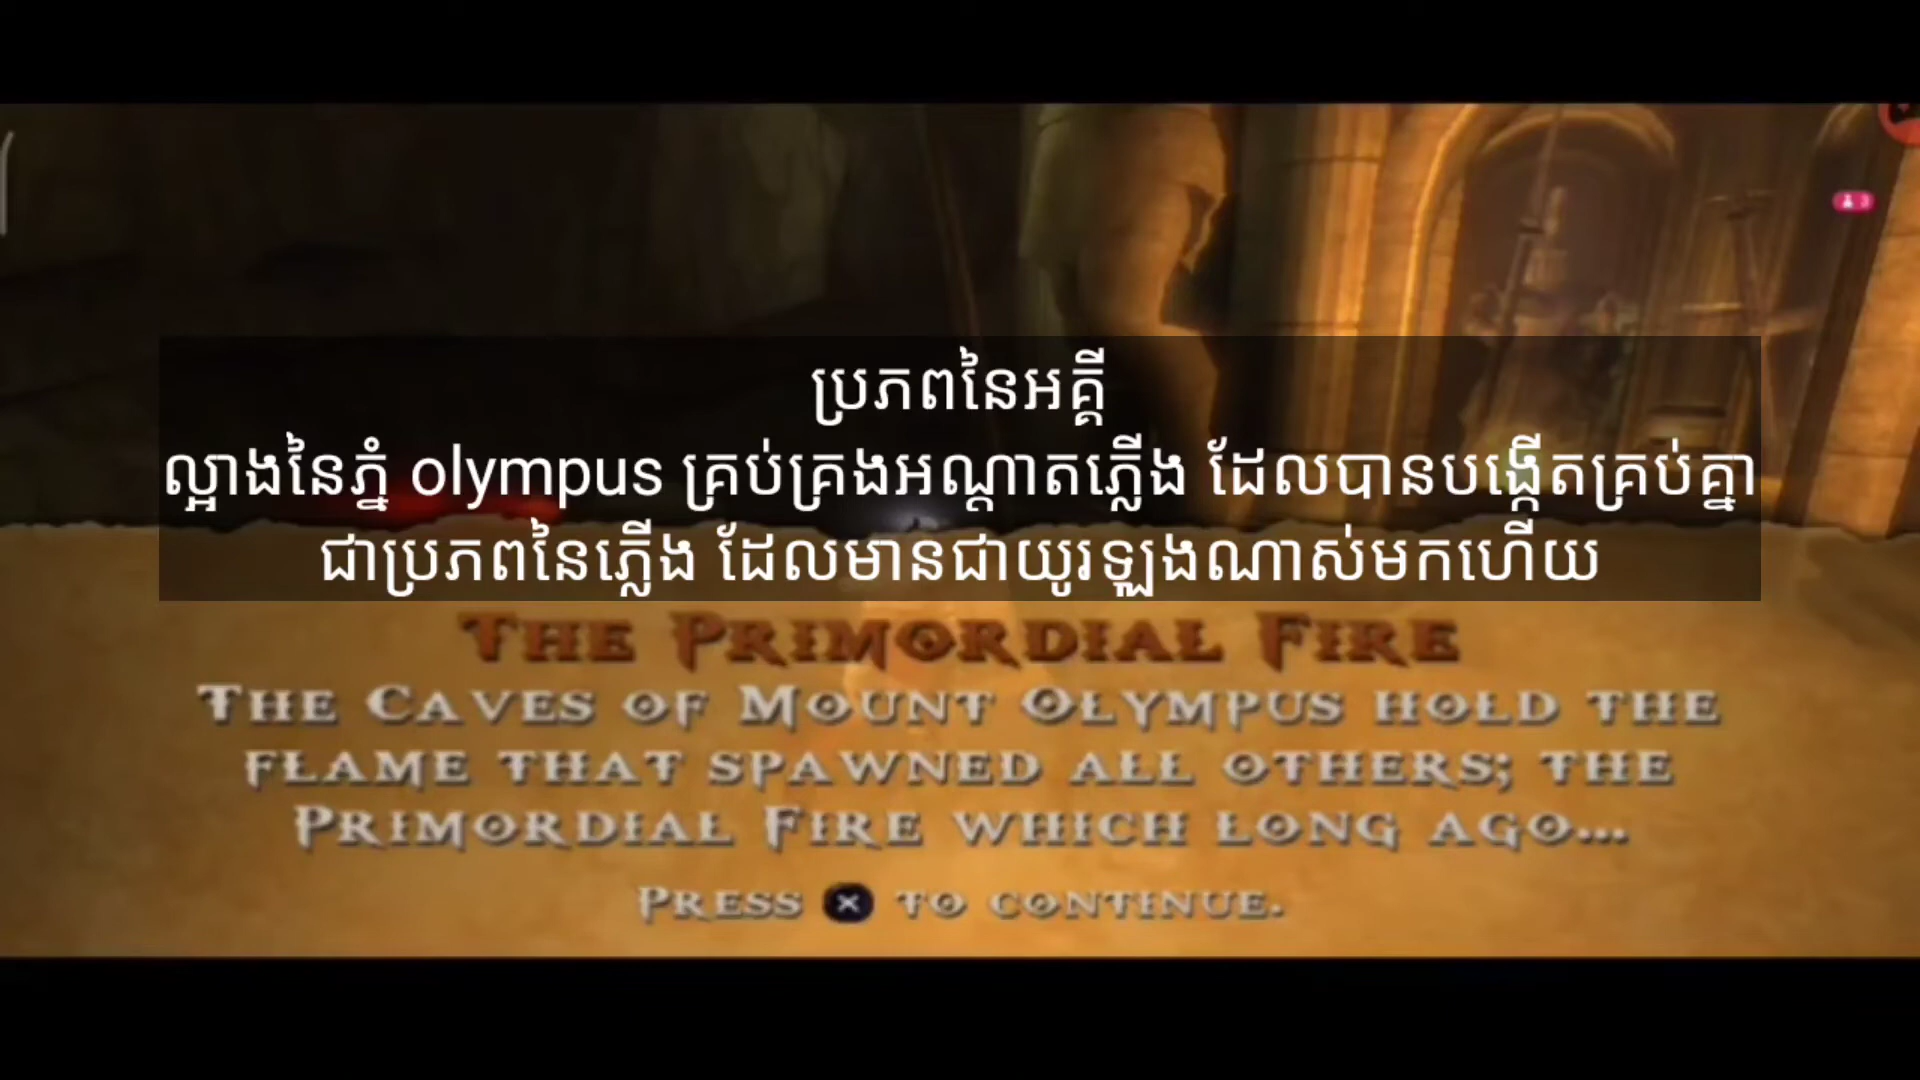 ប្រភពនៃអគ្គី
ល្អាងនៃភ្នំ olympus គ្រប់គ្រងអណ្តាតភ្លើង ដែលបានបង្កើតគ្រប់គ្នា
ជាប្រភពនៃភ្លើង ដែលមានជាយូរឡូងណាស់មកហើយ
The Primordial Fire
The Caves of Mount Olympus hold the
flame that spawned all others; the
Primordial Fire which long ago...
Press ✕ to continue.
3